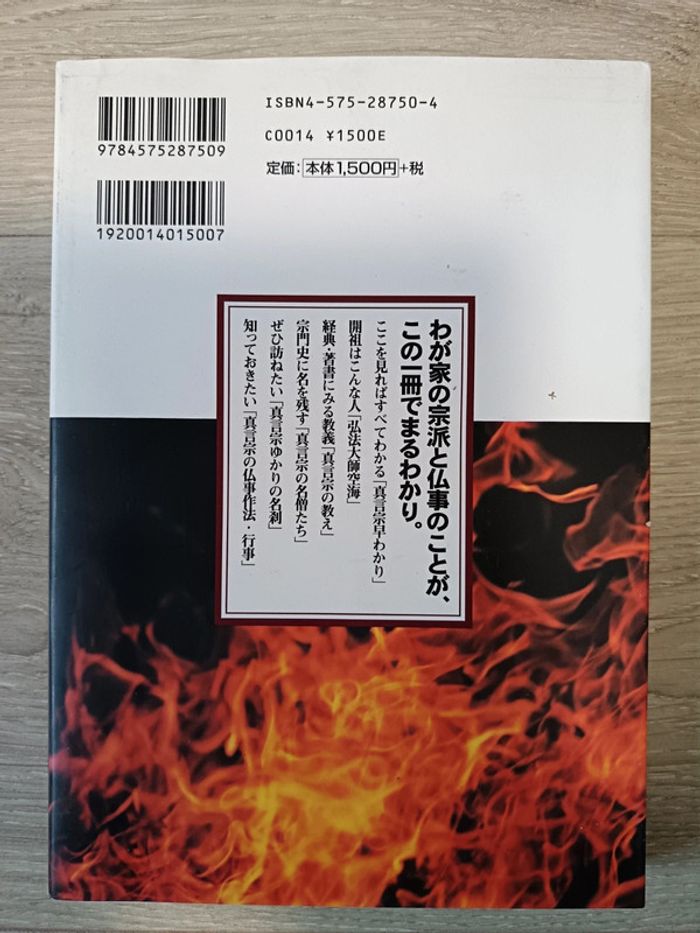 ISBN4-575-28750-4
C0014 ¥1500E
定価：本体1,500円+税
9784575287509
1920014015007
わが家の宗派と仏事のことが、
この一冊でまるわかり。
ここを見ればすべてわかる「真言宗早わかり」
開祖はこんな人「弘法大師空海」
経典・著書にみる教義「真言宗の教え」
宗門史に名を残す「真言宗の名僧たち」
ぜひ訪ねたい「真言宗ゆかりの名刹」
知っておきたい「真言宗の仏事作法・行事」